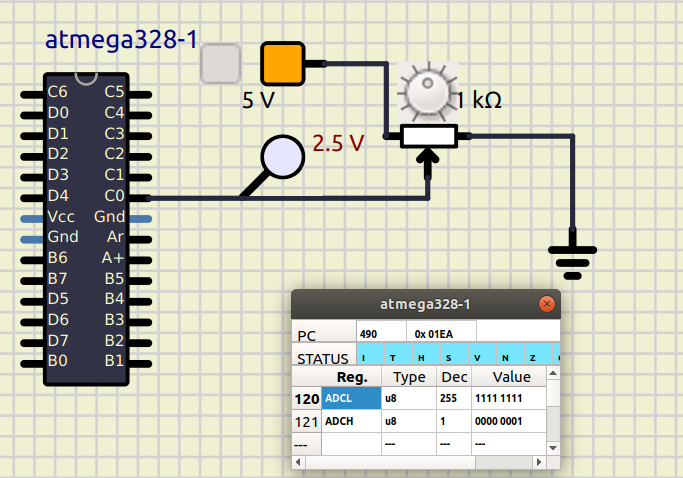 atmega328-1
5 V
1 kΩ
2.5 V
C6 C5
D0 C4
D1 C3
D2 C2
D3 C1
D4 C0
Vcc Gnd
Gnd Ar
B6 A+
B7 B5
D5 B4
D6 B3
D7 B2
B0 B1
atmega328-1
PC 490 0x 01EA
STATUS I T H S V N Z
Reg. Type Dec Value
120 ADCL u8 255 1111 1111
121 ADCH u8 1 0000 0001
--- --- --- ---